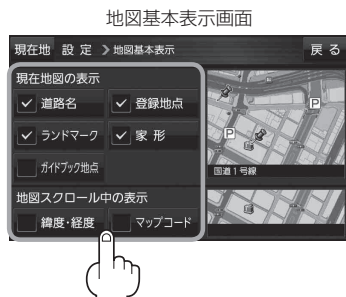 地図基本表示画面
現在地 設定 > 地図基本表示 戻る
現在地図の表示
道路名 登録地点
ランドマーク 家形
ガイドブック地点
国道1号線
地図スクロール中の表示
緯度・経度 マップコード
P
P